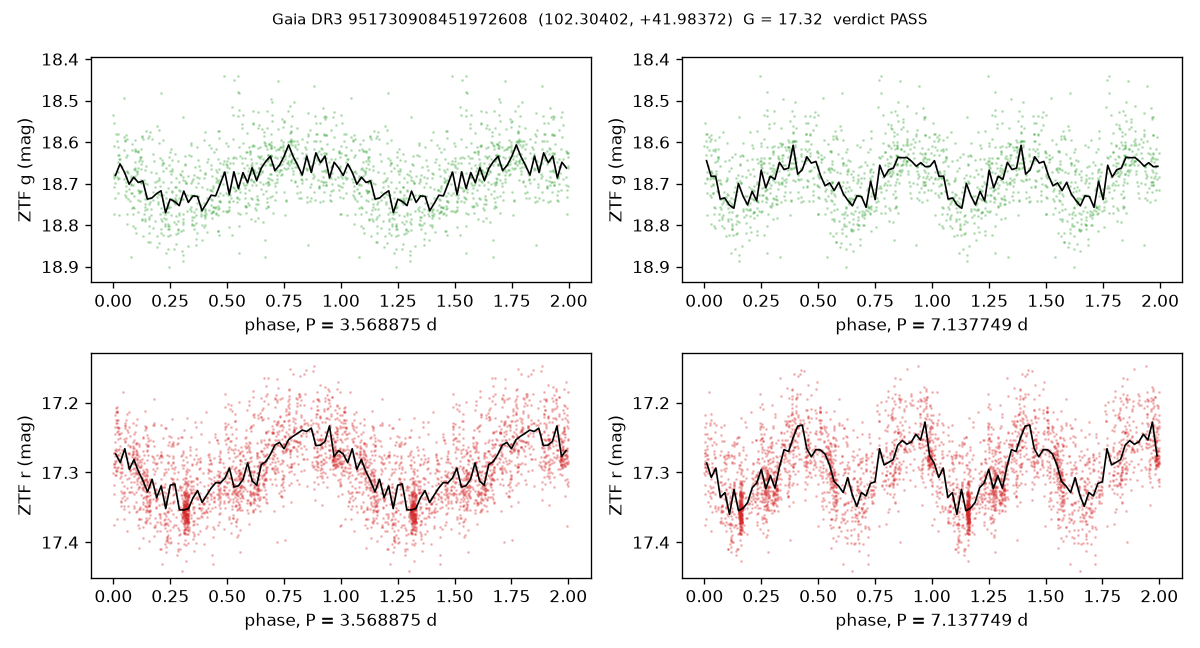 Gaia DR3 951730908451972608  (102.30402, +41.98372)  G = 17.32  verdict PASS
ZTF g (mag)
18.4
18.5
18.6
18.7
18.8
18.9
0.00 0.25 0.50 0.75 1.00 1.25 1.50 1.75 2.00
phase, P = 3.568875 d
ZTF g (mag)
18.4
18.5
18.6
18.7
18.8
18.9
0.00 0.25 0.50 0.75 1.00 1.25 1.50 1.75 2.00
phase, P = 7.137749 d
ZTF r (mag)
17.2
17.3
17.4
0.00 0.25 0.50 0.75 1.00 1.25 1.50 1.75 2.00
phase, P = 3.568875 d
ZTF r (mag)
17.2
17.3
17.4
0.00 0.25 0.50 0.75 1.00 1.25 1.50 1.75 2.00
phase, P = 7.137749 d